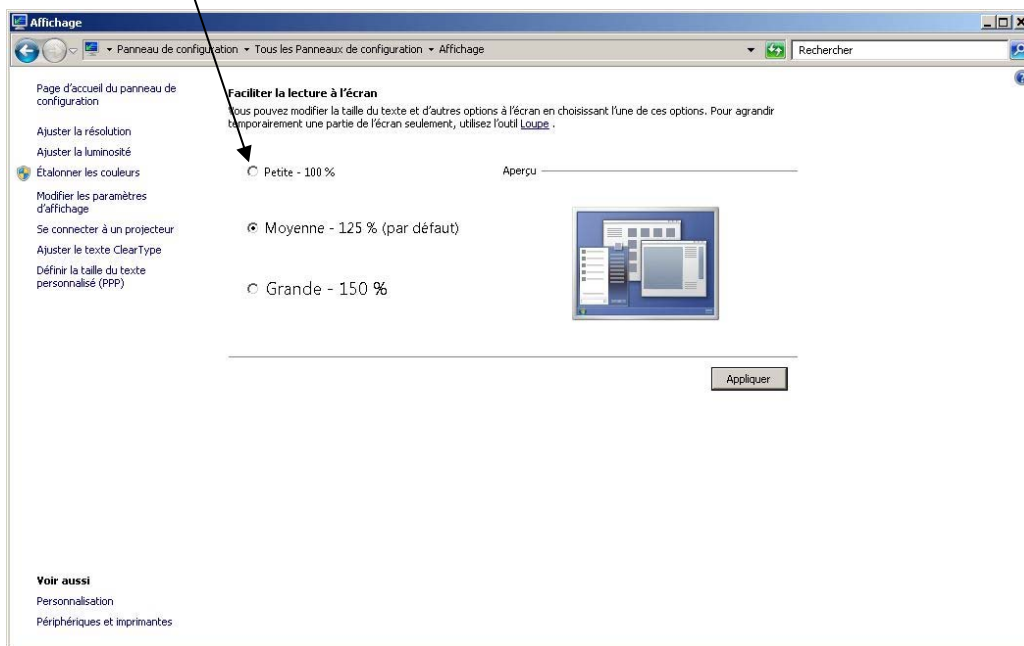 Affichage
Panneau de configuration Tous les Panneaux de configuration Affichage
Rechercher
Page d'accueil du panneau de
configuration
Ajuster la résolution
Ajuster la luminosité
Étalonner les couleurs
Modifier les paramètres
d'affichage
Se connecter à un projecteur
Ajuster le texte ClearType
Définir la taille du texte
personnalisé (PPP)
Voir aussi
Personnalisation
Périphériques et imprimantes
Faciliter la lecture à l'écran
Vous pouvez modifier la taille du texte et d'autres options à l'écran en choisissant l'une de ces options. Pour agrandir
temporairement une partie de l'écran seulement, utilisez l'outil Loupe .
Petite - 100 %
Aperçu
Moyenne - 125 % (par défaut)
Grande - 150 %
Appliquer